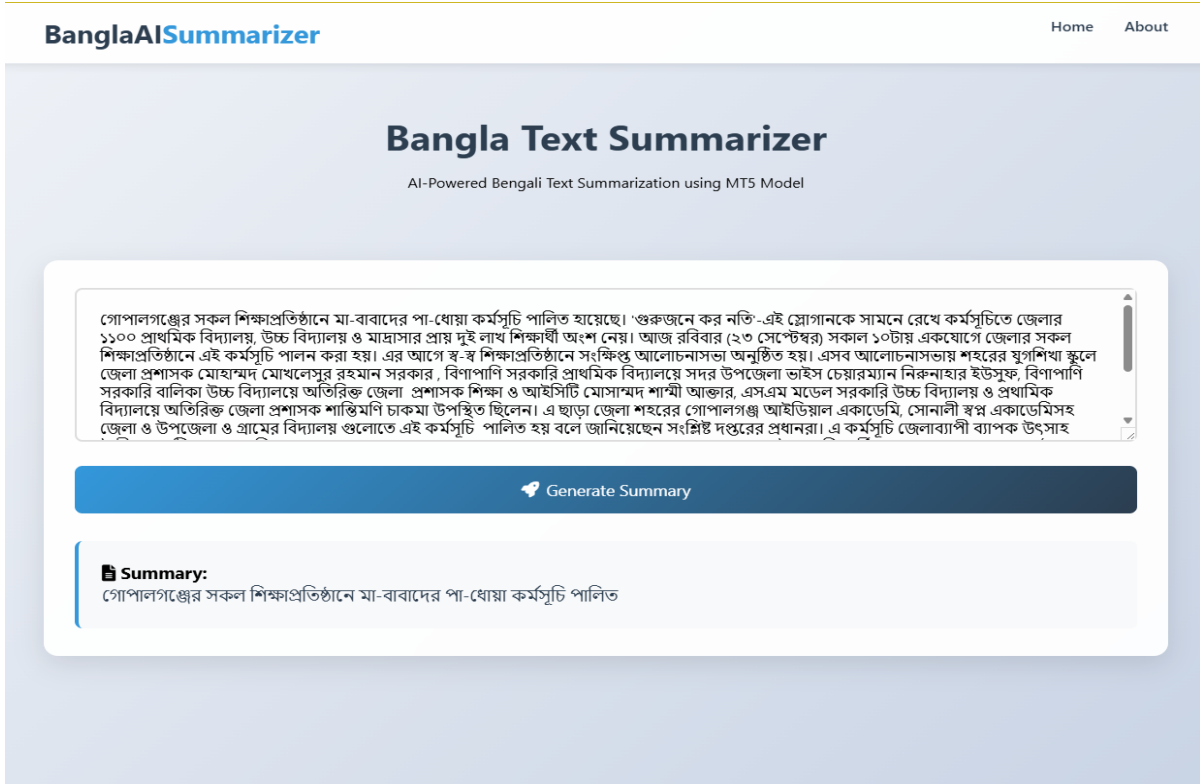 BanglaAISummarizer
Home
About
Bangla Text Summarizer
AI-Powered Bengali Text Summarization using MT5 Model
গোপালগঞ্জের সকল শিক্ষাপ্রতিষ্ঠানে মা-বাবাদের পা-ধোয়া কর্মসূচি পালিত হায়েছে। 'গুরুজনে কর নতি'-এই স্লোগানকে সামনে রেখে কর্মসূচিতে জেলার
১১০০ প্রাথমিক বিদ্যালয়, উচ্চ বিদ্যালয় ও মাদ্রাসার প্রায় দুই লাখ শিক্ষার্থী অংশ নেয়। আজ রবিবার (২৩ সেপ্টেম্বর) সকাল ১০টায় একযোগে জেলার সকল
শিক্ষাপ্রতিষ্ঠানে এই কর্মসূচি পালন করা হয়। এর আগে স্ব-স্ব শিক্ষাপ্রতিষ্ঠানে সংক্ষিপ্ত আলোচনাসভা অনুষ্ঠিত হয়। এসব আলোচনাসভায় শহরের যুগশিখা স্কুলে
জেলা প্রশাসক মোহাম্মদ মোখলেসুর রহমান সরকার , বিণাপাণি সরকারি প্রাথমিক বিদ্যালয়ে সদর উপজেলা ভাইস চেয়ারম্যান নিরুনাহার ইউসুফ, বিণাপাণি
সরকারি বালিকা উচ্চ বিদ্যালয়ে অতিরিক্ত জেলা প্রশাসক শিক্ষা ও আইসিটি মোসাম্মদ শাম্মী আক্তার, এসএম মডেল সরকারি উচ্চ বিদ্যালয় ও প্রথামিক
বিদ্যালয়ে অতিরিক্ত জেলা প্রশাসক শান্তিমণি চাকমা উপস্থিত ছিলেন। এ ছাড়া জেলা শহরের গোপালগঞ্জ আইডিয়াল একাডেমি, সোনালী স্বপ্ন একাডেমিসহ
জেলা ও উপজেলা ও গ্রামের বিদ্যালয় গুলোতে এই কর্মসূচি পালিত হয় বলে জানিয়েছেন সংশ্লিষ্ট দপ্তরের প্রধানরা। এ কর্মসূচি জেলাব্যাপী ব্যাপক উৎসাহ
Generate Summary
Summary:
গোপালগঞ্জের সকল শিক্ষাপ্রতিষ্ঠানে মা-বাবাদের পা-ধোয়া কর্মসূচি পালিত